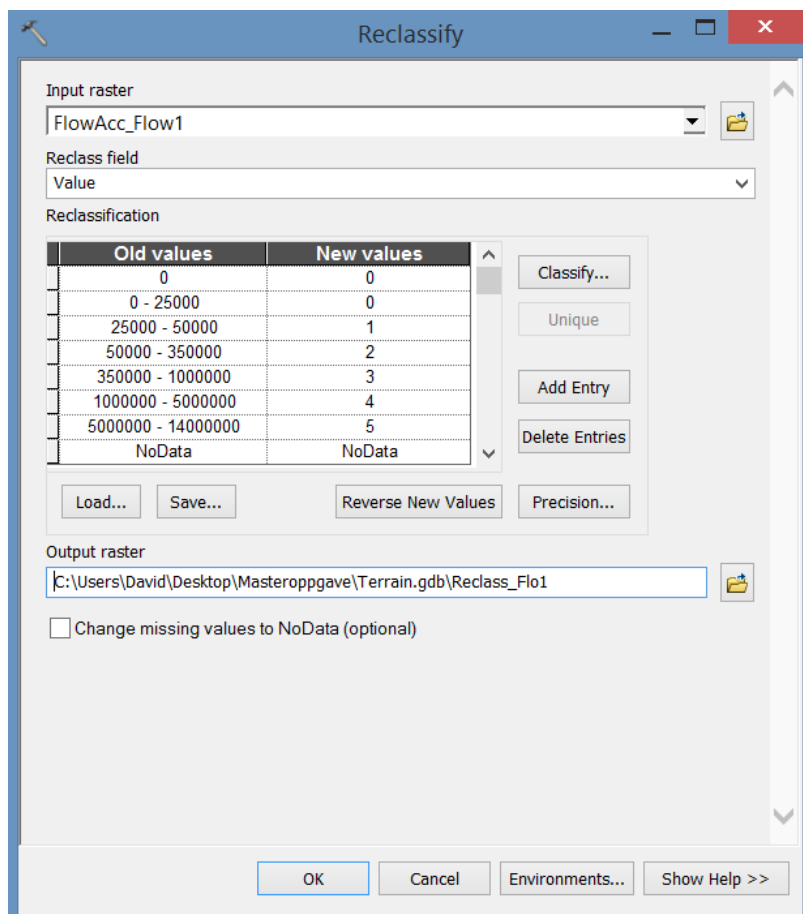 Reclassify
Input raster
FlowAcc_Flow1
Reclass field
Value
Reclassification
Old values New values
0 0
0 - 25000 0
25000 - 50000 1
50000 - 350000 2
350000 - 1000000 3
1000000 - 5000000 4
5000000 - 14000000 5
NoData NoData
Classify...
Unique
Add Entry
Delete Entries
Load... Save... Reverse New Values Precision...
Output raster
C:\Users\David\Desktop\Masteroppgave\Terrain.gdb\Reclass_Flo1
Change missing values to NoData (optional)
OK Cancel Environments... Show Help >>